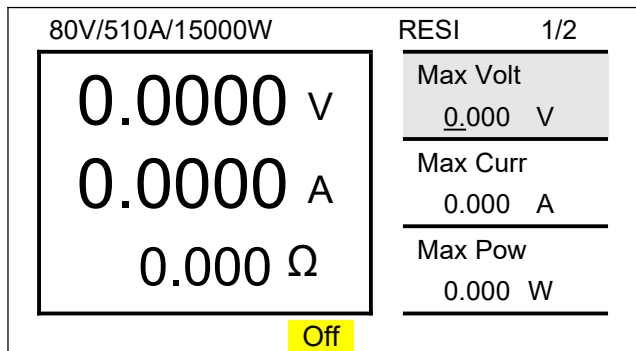 80V/510A/15000W RESI 1/2
0.0000 V
0.0000 A
0.000 Ω
Max Volt
0.000 V
Max Curr
0.000 A
Max Pow
0.000 W
Off